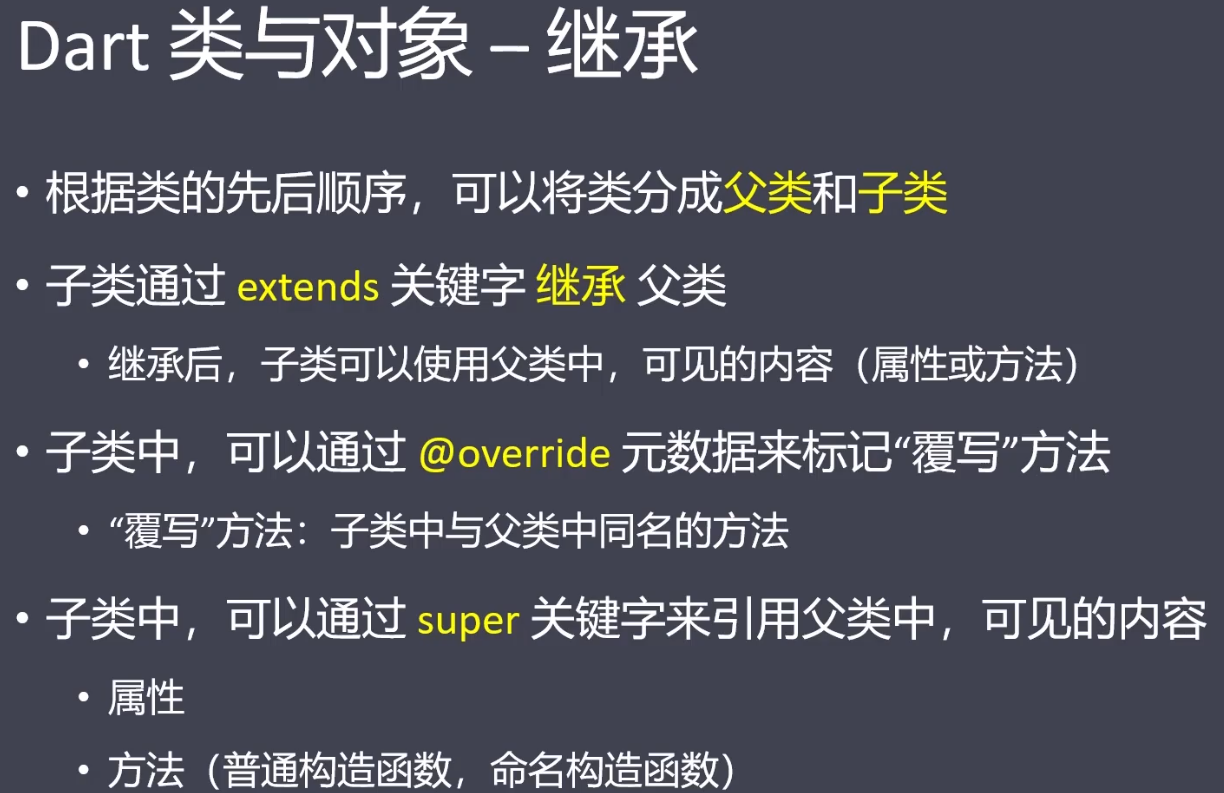 Dart 类与对象 – 继承
• 根据类的先后顺序，可以将类分成父类和子类
• 子类通过 extends 关键字 继承 父类
• 继承后，子类可以使用父类中，可见的内容（属性或方法）
• 子类中，可以通过 @override 元数据来标记“覆写”方法
• “覆写”方法：子类中与父类中同名的方法
• 子类中，可以通过 super 关键字来引用父类中，可见的内容
• 属性
• 方法（普通构造函数，命名构造函数）